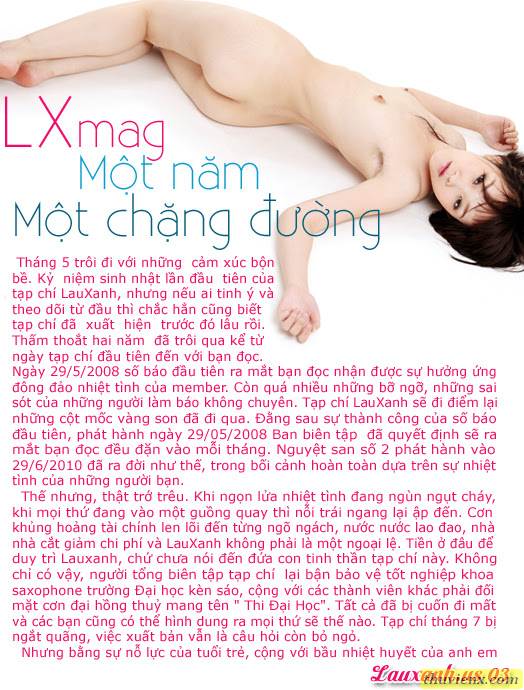 LXmag
Một năm
Một chặng đường
Tháng 5 trôi đi với những cảm xúc bộn
bề. Kỷ niệm sinh nhật lần đầu tiên của
tạp chí LauXanh, nhưng nếu ai tinh ý và
theo dõi từ đầu thì chắc hẳn cũng biết
tạp chí đã xuất hiện trước đó lâu rồi.
Thấm thoắt hai năm đã trôi qua kể từ
ngày tạp chí đầu tiên đến với bạn đọc.
Ngày 29/5/2008 số báo đầu tiên ra mắt bạn đọc nhận được sự hưởng ứng
đông đảo nhiệt tình của member. Còn quá nhiều những bỡ ngỡ, những sai
sót của những người làm báo không chuyên. Tạp chí LauXanh sẽ đi điểm lại
những cột mốc vàng son đã đi qua. Đằng sau sự thành công của số báo
đầu tiên, phát hành ngày 29/05/2008 Ban biên tập đã quyết định sẽ ra
mắt bạn đọc đều đặn vào mỗi tháng. Nguyệt san số 2 phát hành vào
29/6/2010 đã ra đời như thế, trong bối cảnh hoàn toàn dựa trên sự nhiệt
tình của những người bạn.
Thế nhưng, thật trớ trêu. Khi ngọn lửa nhiệt tình đang ngùn ngụt cháy,
khi mọi thứ đang vào một guồng quay thì nỗi trái ngang lại ập đến. Cơn
khủng hoảng tài chính len lõi đến từng ngõ ngách, nước nước lao đao, nhà
nhà cắt giảm chi phí và LauXanh không phải là một ngoại lệ. Tiền ở đâu để
duy trì Lauxanh, chứ chưa nói đến đứa con tinh thần tạp chí này. Không
chỉ có vậy, người tổng biên tập tạp chí lại bận bảo vệ tốt nghiệp khoa
saxophone trường Đại học kèn sáo, cộng với các thành viên khác phải đối
mặt cơn đại hồng thuỷ mang tên " Thi Đại Học". Tất cả đã bị cuốn đi mất
và các bạn cũng có thể hình dung ra mọi thứ sẽ thế nào. Tạp chí tháng 7 bị
ngắt quãng, việc xuất bản vẫn là câu hỏi còn bỏ ngỏ.
Nhưng bằng sự nỗ lực của tuổi trẻ, cộng với bầu nhiệt huyết của anh em
Lauxanh.us 03
thuvienx.com